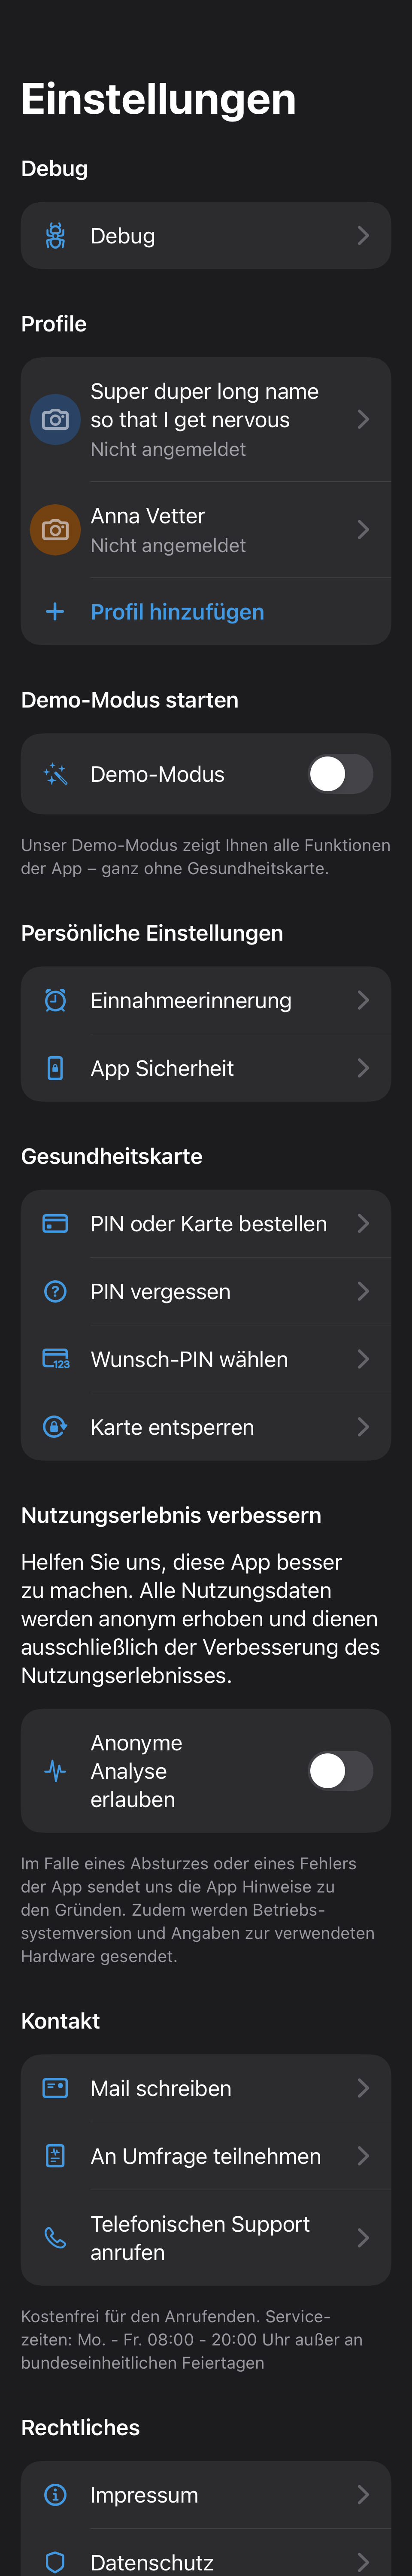 Einstellungen
Debug
Debug
Profile
Super duper long name
so that I get nervous
Nicht angemeldet
Anna Vetter
Nicht angemeldet
Profil hinzufügen
Demo-Modus starten
Demo-Modus
Unser Demo-Modus zeigt Ihnen alle Funktionen
der App – ganz ohne Gesundheitskarte.
Persönliche Einstellungen
Einnahmeerinnerung
App Sicherheit
Gesundheitskarte
PIN oder Karte bestellen
PIN vergessen
123
Wunsch-PIN wählen
Karte entsperren
Nutzungserlebnis verbessern
Helfen Sie uns, diese App besser
zu machen. Alle Nutzungsdaten
werden anonym erhoben und dienen
ausschließlich der Verbesserung des
Nutzungserlebnisses.
Anonyme
Analyse
erlauben
Im Falle eines Absturzes oder eines Fehlers
der App sendet uns die App Hinweise zu
den Gründen. Zudem werden Betriebs-
systemversion und Angaben zur verwendeten
Hardware gesendet.
Kontakt
Mail schreiben
An Umfrage teilnehmen
Telefonischen Support
anrufen
Kostenfrei für den Anrufenden. Service-
zeiten: Mo. - Fr. 08:00 - 20:00 Uhr außer an
bundeseinheitlichen Feiertagen
Rechtliches
Impressum
Datenschutz